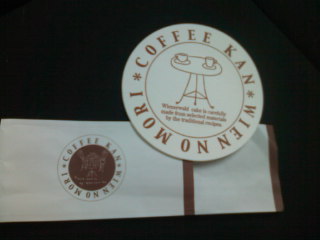 COFFEE KAN * WIEN NO MORI *
Wienerwald cake is carefully
made from selected materials
by the traditional recipes.
COFFEE KAN * WIEN NO MORI *